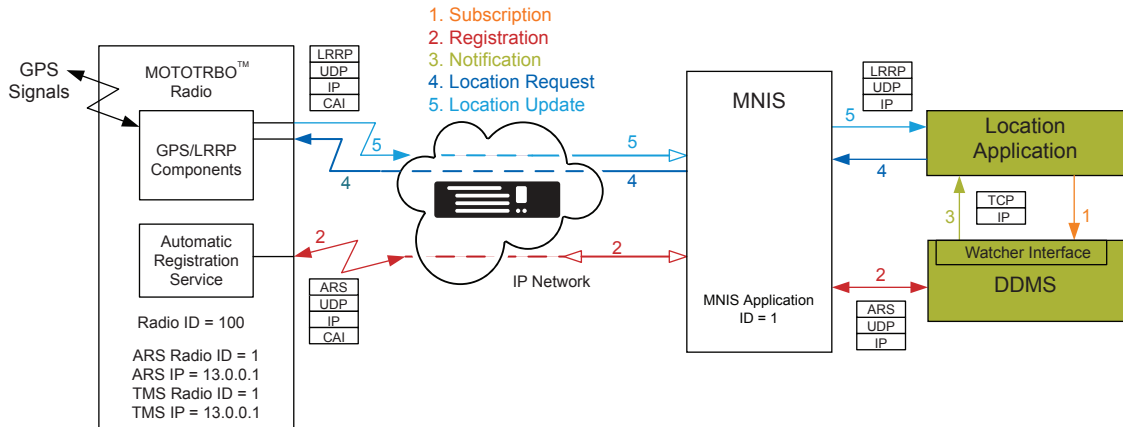 1. Subscription
2. Registration
3. Notification
4. Location Request
5. Location Update
GPS
Signals
MOTOTRBO™
Radio
GPS/LRRP
Components
Automatic
Registration
Service
Radio ID = 100
ARS Radio ID = 1
ARS IP = 13.0.0.1
TMS Radio ID = 1
TMS IP = 13.0.0.1
LRRP
UDP
IP
CAI
5
4
2
ARS
UDP
IP
CAI
IP Network
5
4
2
MNIS
MNIS Application
ID = 1
LRRP
UDP
IP
5
4
Location
Application
3
TCP
IP
1
Watcher Interface
DDMS
2
ARS
UDP
IP